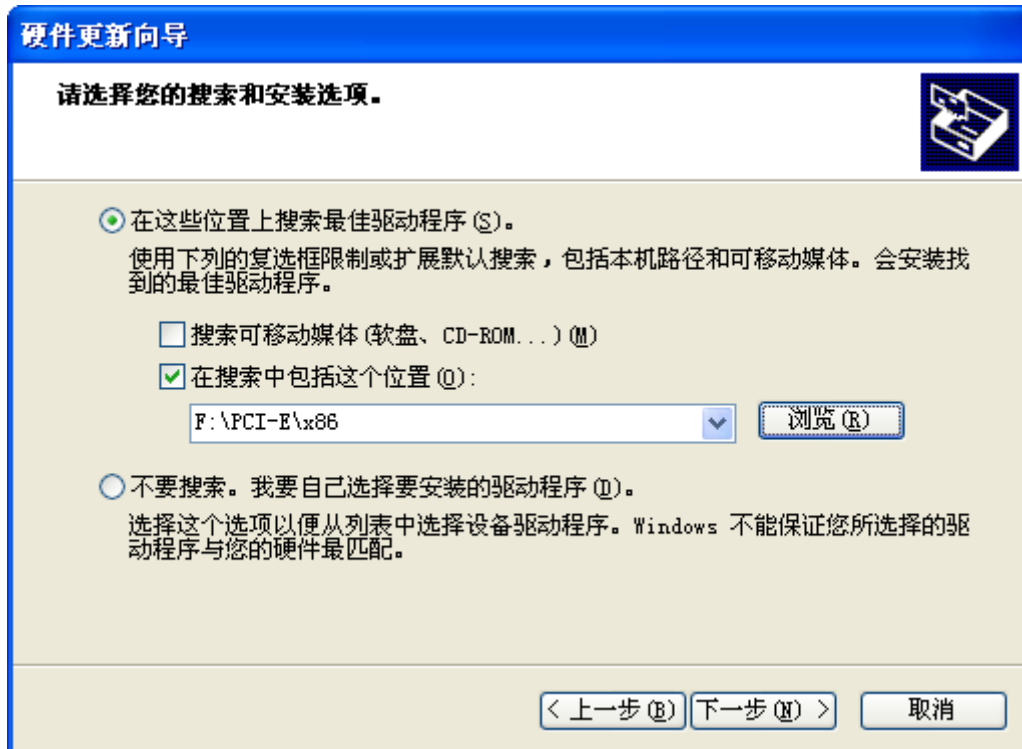 硬件更新向导
请选择您的搜索和安装选项。
在这些位置上搜索最佳驱动程序(S)。
使用下列的复选框限制或扩展默认搜索，包括本机路径和可移动媒体。会安装找
到的最佳驱动程序。
搜索可移动媒体(软盘、CD-ROM...)(M)
在搜索中包括这个位置(O):
F:\PCI-E\x86
浏览(R)
不要搜索。我要自己选择要安装的驱动程序(D)。
选择这个选项以便从列表中选择设备驱动程序。Windows 不能保证您所选择的驱
动程序与您的硬件最匹配。
< 上一步(B) 下一步(N) > 取消